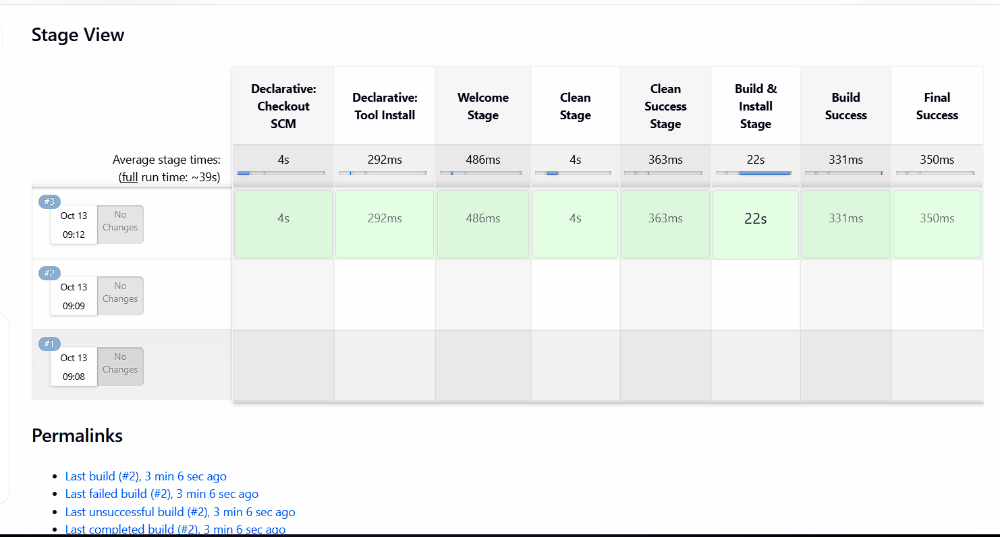 Stage View
Declarative:
Checkout
SCM
Declarative:
Tool Install
Welcome
Stage
Clean
Stage
Clean
Success
Stage
Build &
Install
Stage
Build
Success
Final
Success
Average stage times:
(full run time: ~39s)
4s
292ms
486ms
4s
363ms
22s
331ms
350ms
#3
Oct 13
09:12
No
Changes
4s
292ms
486ms
4s
363ms
22s
331ms
350ms
#2
Oct 13
09:09
No
Changes
#1
Oct 13
09:08
No
Changes
Permalinks
Last build (#2), 3 min 6 sec ago
Last failed build (#2), 3 min 6 sec ago
Last unsuccessful build (#2), 3 min 6 sec ago
Last completed build (#2), 3 min 6 sec ago